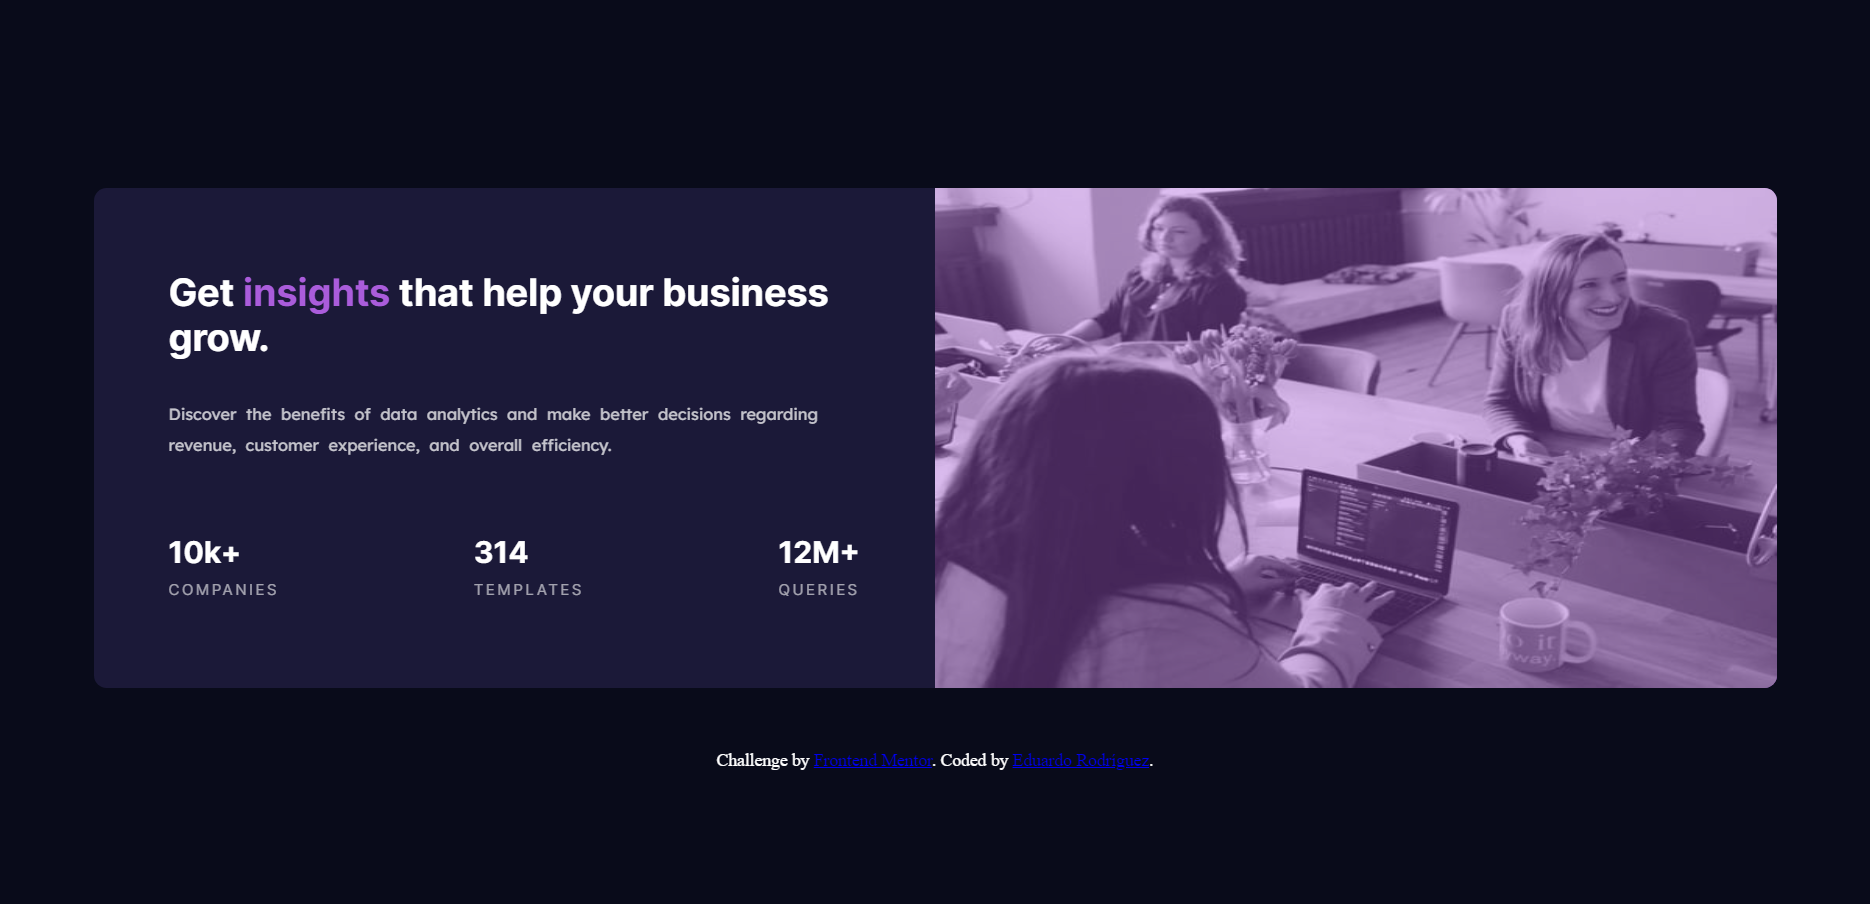 Get insights that help your business
grow.
Discover the benefits of data analytics and make better decisions regarding
revenue, customer experience, and overall efficiency.
10k+ 314 12M+
COMPANIES TEMPLATES QUERIES
Challenge by Frontend Mentor. Coded by Eduardo Rodriguez.